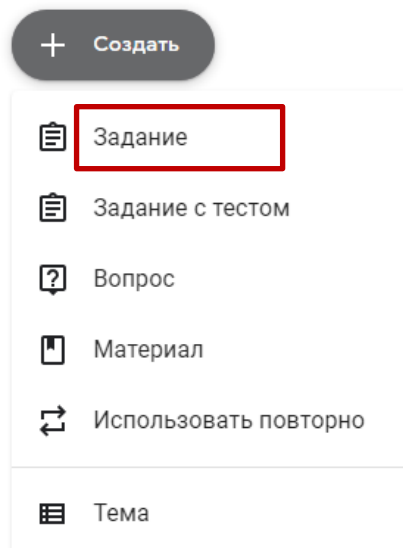 Создать
Задание
Задание с тестом
Вопрос
Материал
Использовать повторно
Тема